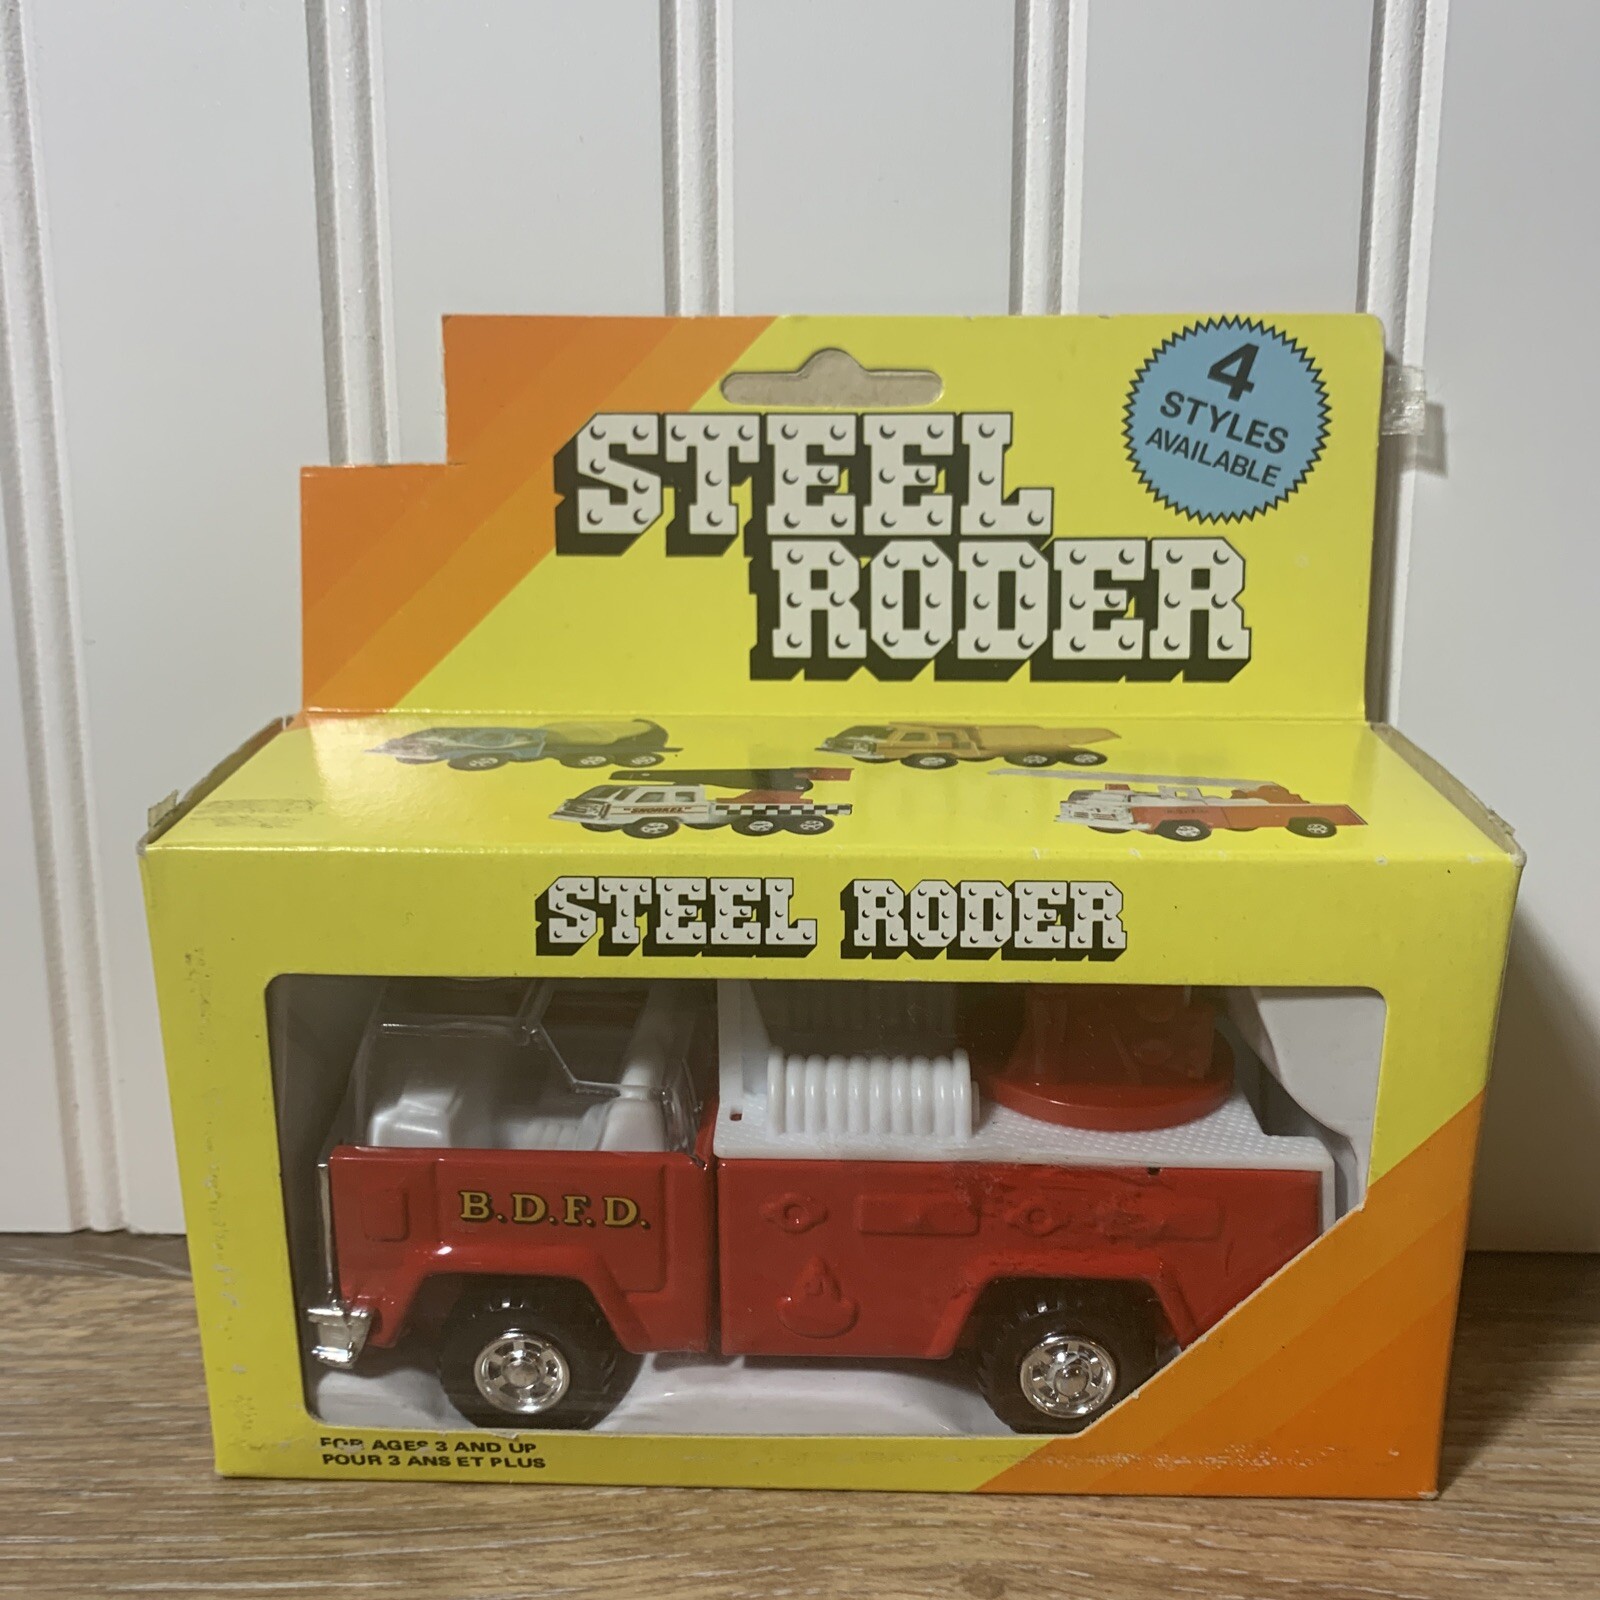 4
STYLES
AVAILABLE
STEEL
RODER
"SNORKEL"
STEEL RODER
B.D.F.D.
FOR AGES 3 AND UP
POUR 3 ANS ET PLUS